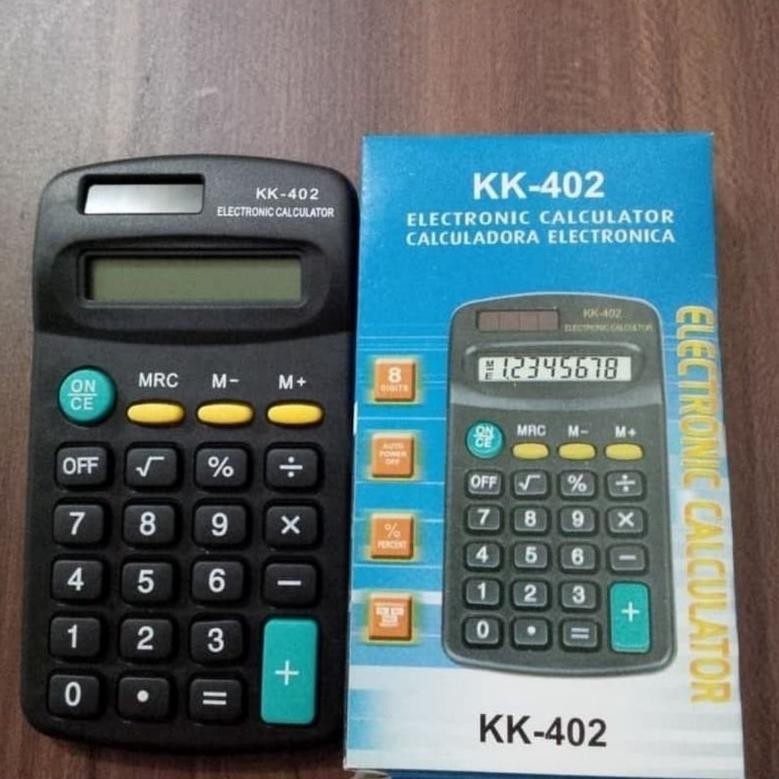 KK-402
ELECTRONIC CALCULATOR
ON
CE
MRC M- M+
OFF √ % ÷
7 8 9 ×
4 5 6 −
1 2 3 +
0 • =
KK-402
ELECTRONIC CALCULATOR
CALCULADORA ELECTRONICA
KK-402
ELECTRONIC CALCULATOR
12345678
8
DIGITS
AUTO
POWER
OFF
%
PERCENT
ON
CE
MRC M- M+
OFF √ % ÷
7 8 9 ×
4 5 6 −
1 2 3 +
0 • =
ELECTRONIC CALCULATOR
KK-402